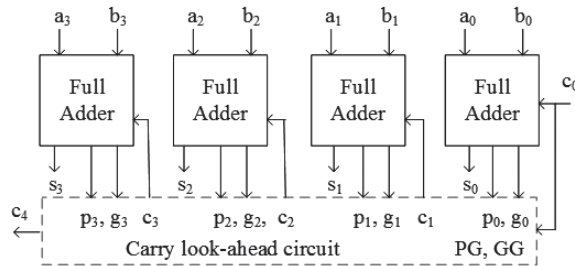 a3 b3 a2 b2 a1 b1 a0 b0
Full Adder Full Adder Full Adder Full Adder c0
s3 s2 s1 s0
c4 p3, g3 c3 p2, g2, c2 p1, g1 c1 p0, g0
Carry look-ahead circuit PG, GG